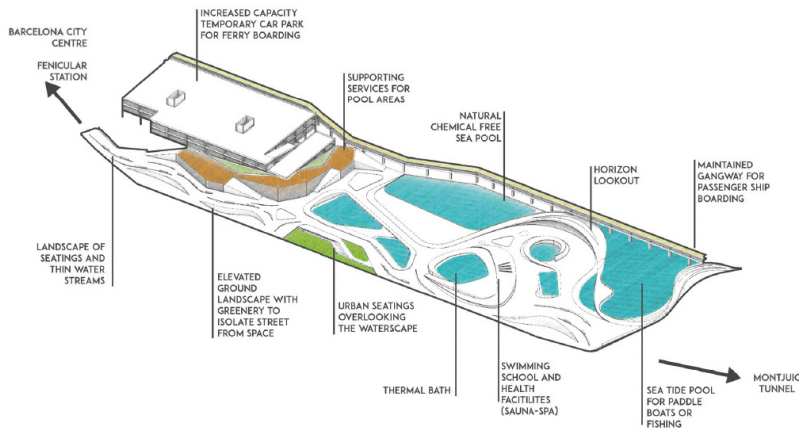 INCREASED CAPACITY
TEMPORARY CAR PARK
FOR FERRY BOARDING
BARCELONA CITY
CENTRE
FENICULAR
STATION
SUPPORTING
SERVICES FOR
POOL AREAS
NATURAL
CHEMICAL FREE
SEA POOL
HORIZON
LOOKOUT
MAINTAINED
GANGWAY FOR
PASSENGER SHIP
BOARDING
LANDSCAPE OF
SEATINGS AND
THIN WATER
STREAMS
ELEVATED
GROUND
LANDSCAPE WITH
GREENERY TO
ISOLATE STREET
FROM SPACE
URBAN SEATINGS
OVERLOOKING
THE WATERSCAPE
THERMAL BATH
SWIMMING
SCHOOL AND
HEALTH
FACITILITES
(SAUNA-SPA)
SEA TIDE POOL
FOR PADDLE
BOATS OR
FISHING
MONTJUIC
TUNNEL